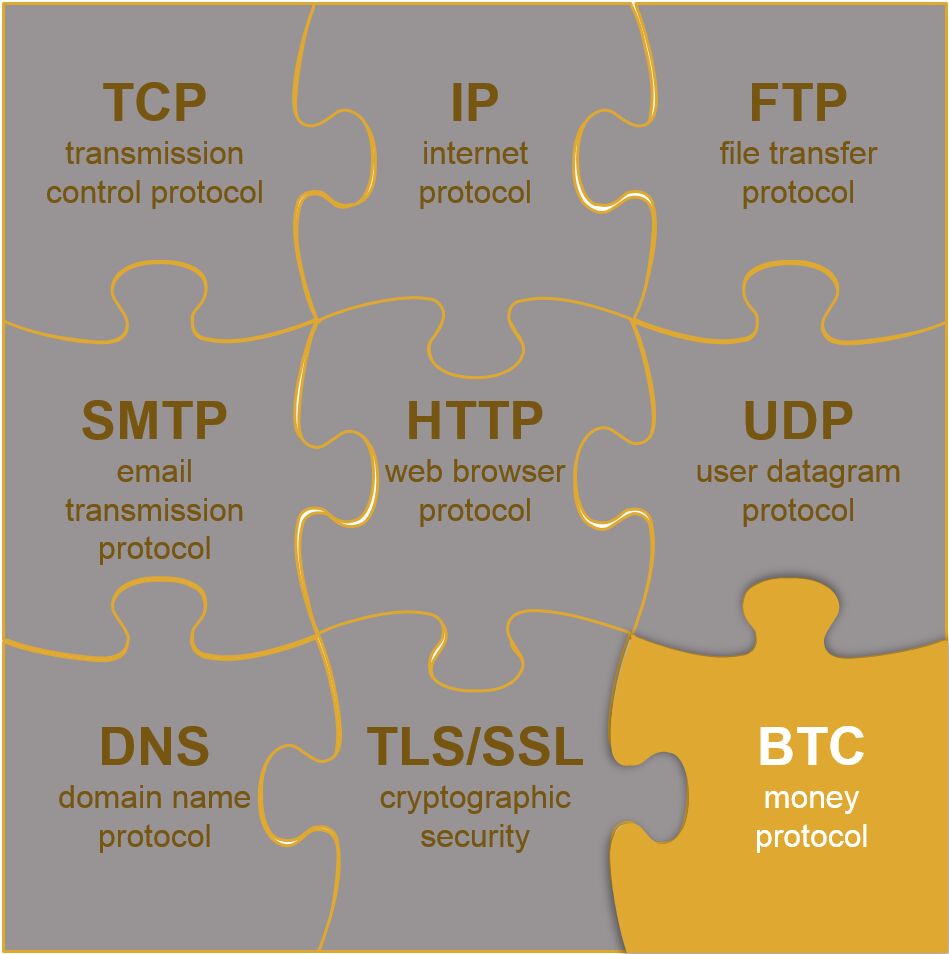 TCP
transmission
control protocol
IP
internet
protocol
FTP
file transfer
protocol
SMTP
email
transmission
protocol
HTTP
web browser
protocol
UDP
user datagram
protocol
DNS
domain name
protocol
TLS/SSL
cryptographic
security
BTC
money
protocol